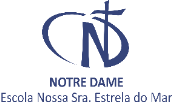 NOTRE DAME
Escola Nossa Sra. Estrela do Mar